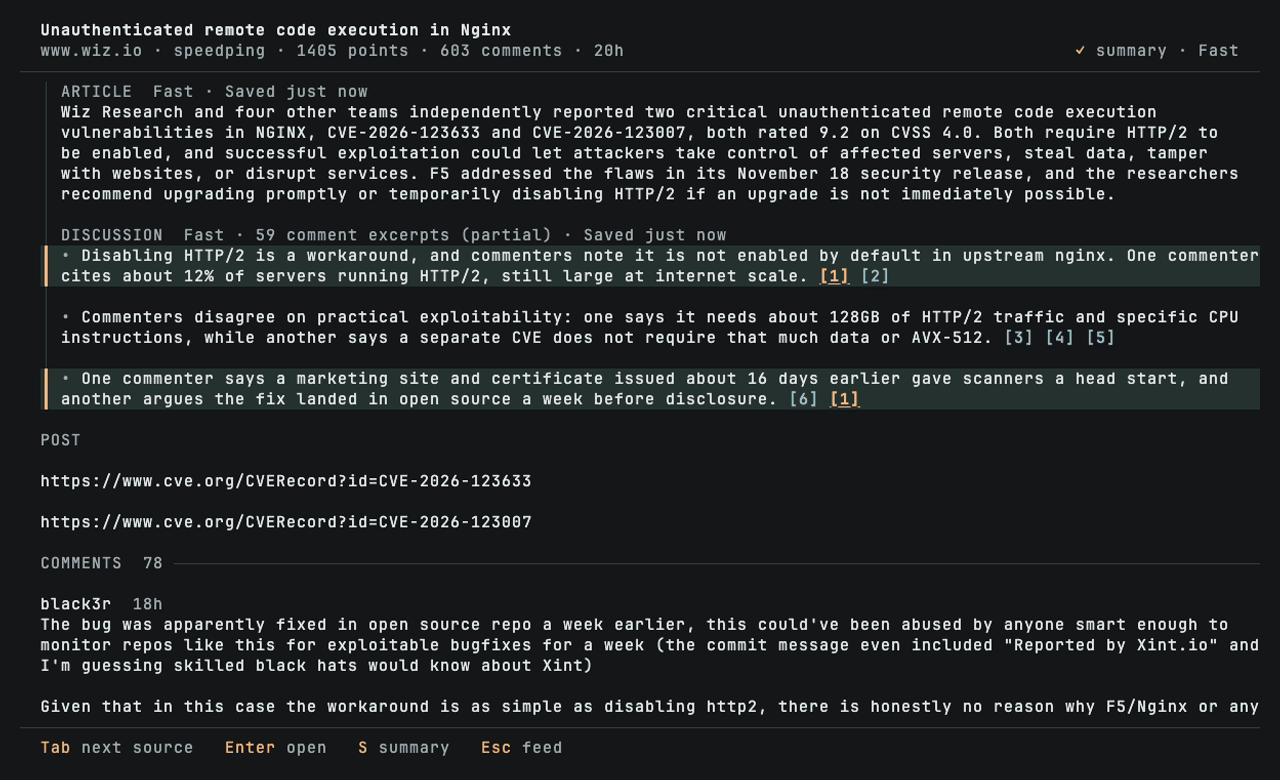 Unauthenticated remote code execution in Nginx
www.wiz.io · speedping · 1405 points · 603 comments · 20h
✓ summary · Fast
ARTICLE Fast · Saved just now
Wiz Research and four other teams independently reported two critical unauthenticated remote code execution
vulnerabilities in NGINX, CVE-2026-123633 and CVE-2026-123007, both rated 9.2 on CVSS 4.0. Both require HTTP/2 to
be enabled, and successful exploitation could let attackers take control of affected servers, steal data, tamper
with websites, or disrupt services. F5 addressed the flaws in its November 18 security release, and the researchers
recommend upgrading promptly or temporarily disabling HTTP/2 if an upgrade is not immediately possible.
DISCUSSION Fast · 59 comment excerpts (partial) · Saved just now
• Disabling HTTP/2 is a workaround, and commenters note it is not enabled by default in upstream nginx. One commenter
cites about 12% of servers running HTTP/2, still large at internet scale. [1] [2]
• Commenters disagree on practical exploitability: one says it needs about 128GB of HTTP/2 traffic and specific CPU
instructions, while another says a separate CVE does not require that much data or AVX-512. [3] [4] [5]
• One commenter says a marketing site and certificate issued about 16 days earlier gave scanners a head start, and
another argues the fix landed in open source a week before disclosure. [6] [1]
POST
https://www.cve.org/CVERecord?id=CVE-2026-123633
https://www.cve.org/CVERecord?id=CVE-2026-123007
COMMENTS 78
black3r 18h
The bug was apparently fixed in open source repo a week earlier, this could've been abused by anyone smart enough to
monitor repos like this for exploitable bugfixes for a week (the commit message even included "Reported by Xint.io" and
I'm guessing skilled black hats would know about Xint)
Given that in this case the workaround is as simple as disabling http2, there is honestly no reason why F5/Nginx or any
Tab next source Enter open S summary Esc feed